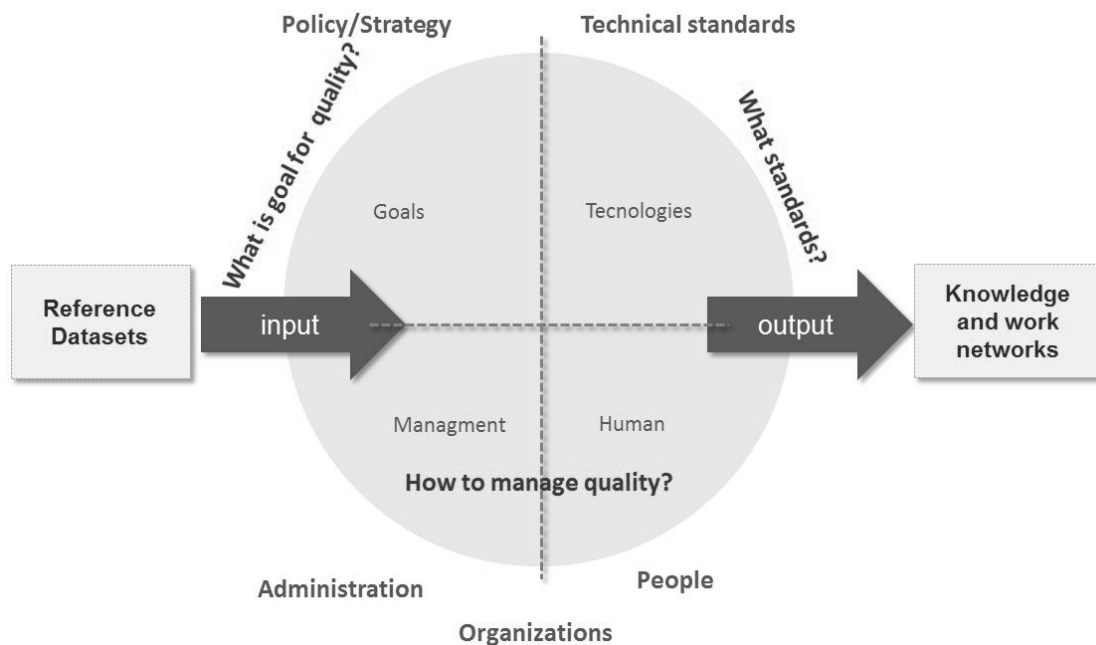 Policy/Strategy
Technical standards
What is goal for quality?
What standards?
Goals
Tecnologies
Reference
Datasets
input
output
Knowledge
and work
networks
Managment
Human
How to manage quality?
Administration
People
Organizations